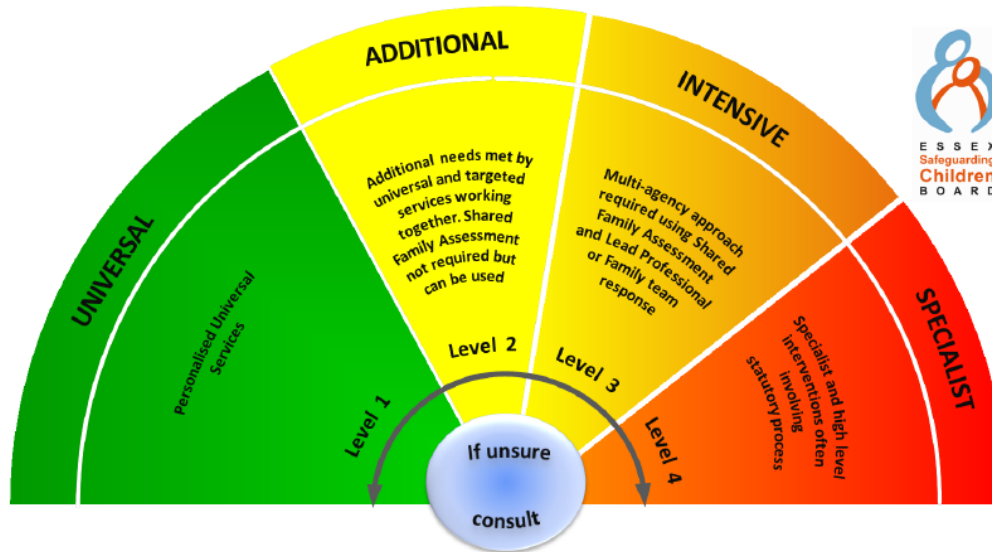 UNIVERSAL
Personalised Universal
Services
Level 1
ADDITIONAL
Additional needs met by
universal and targeted
services working
together. Shared
Family Assessment
not required but
can be used
Level 2
INTENSIVE
Multi-agency approach
required using Shared
Family Assessment
and Lead Professional
or Family team
response
Level 3
SPECIALIST
Specialist and high level
interventions often
involving
statutory process
Level 4
If unsure
consult
ESSEX
Safeguarding
Children
BOARD